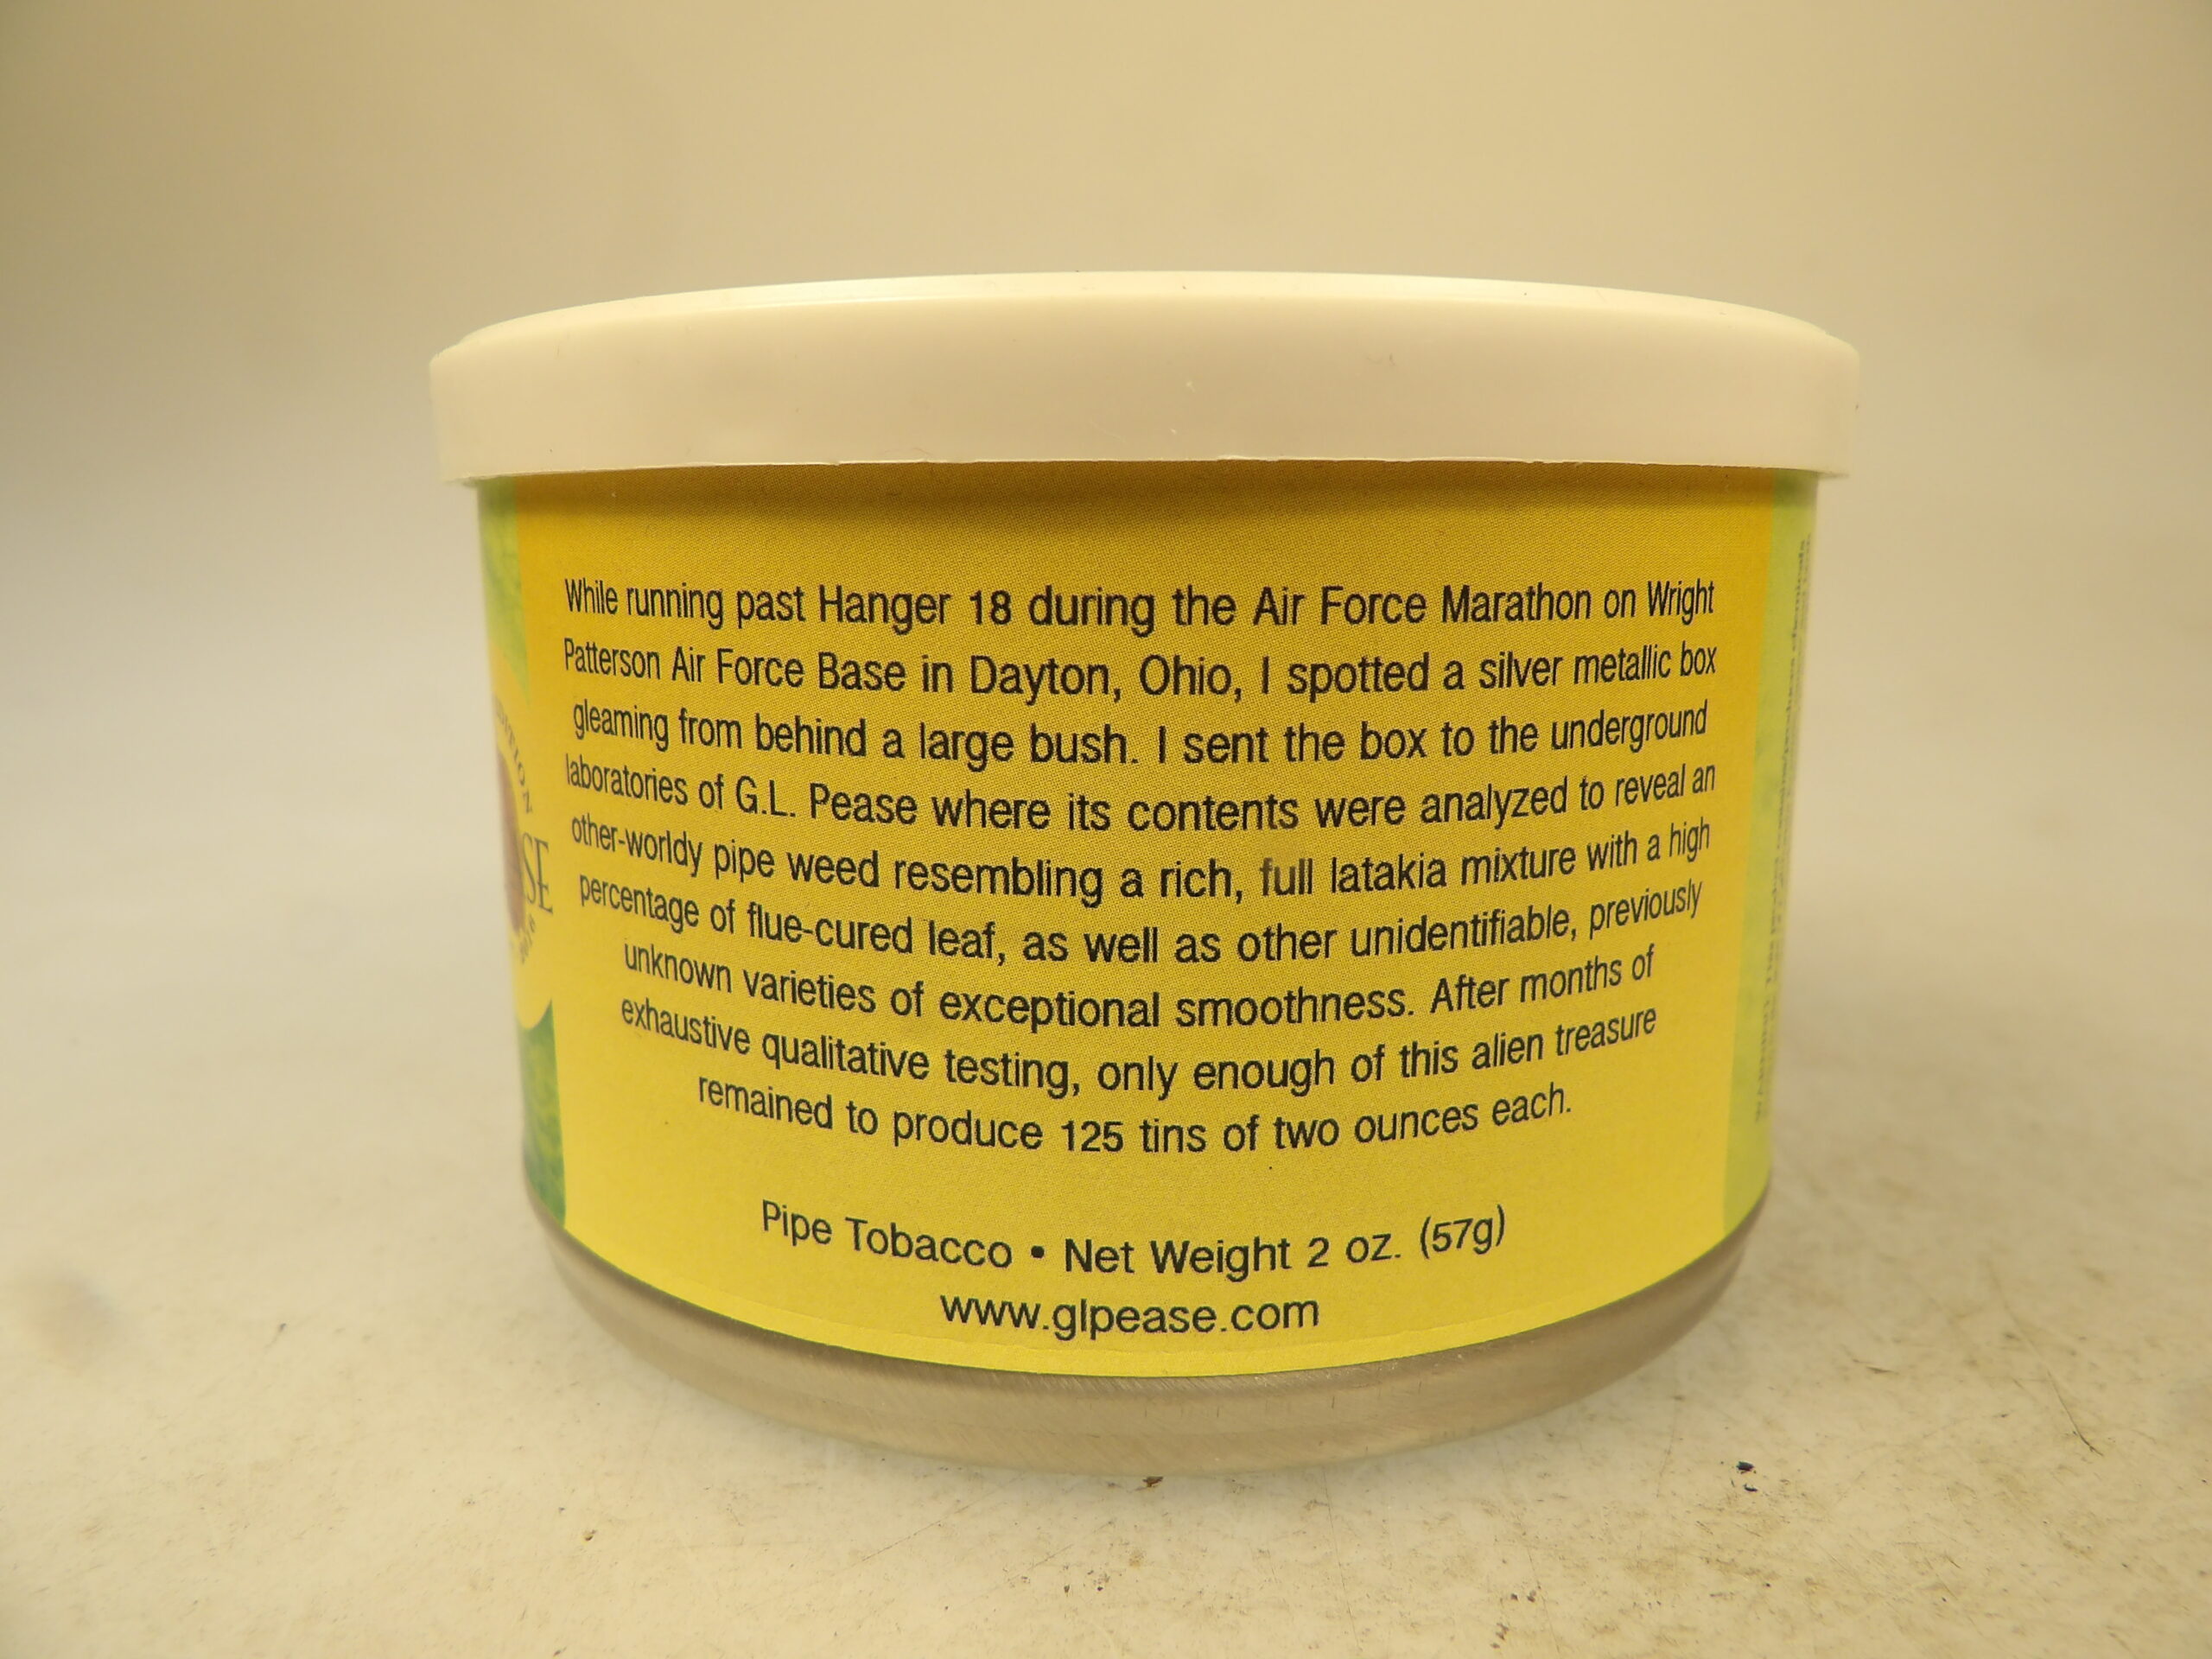 While running past Hanger 18 during the Air Force Marathon on Wright
Patterson Air Force Base in Dayton, Ohio, I spotted a silver metallic box
gleaming from behind a large bush. I sent the box to the underground
laboratories of G.L. Pease where its contents were analyzed to reveal an
other-worldy pipe weed resembling a rich, full latakia mixture with a high
percentage of flue-cured leaf, as well as other unidentifiable, previously
unknown varieties of exceptional smoothness. After months of
exhaustive qualitative testing, only enough of this alien treasure
remained to produce 125 tins of two ounces each.
Pipe Tobacco • Net Weight 2 oz. (57g)
www.glpease.com